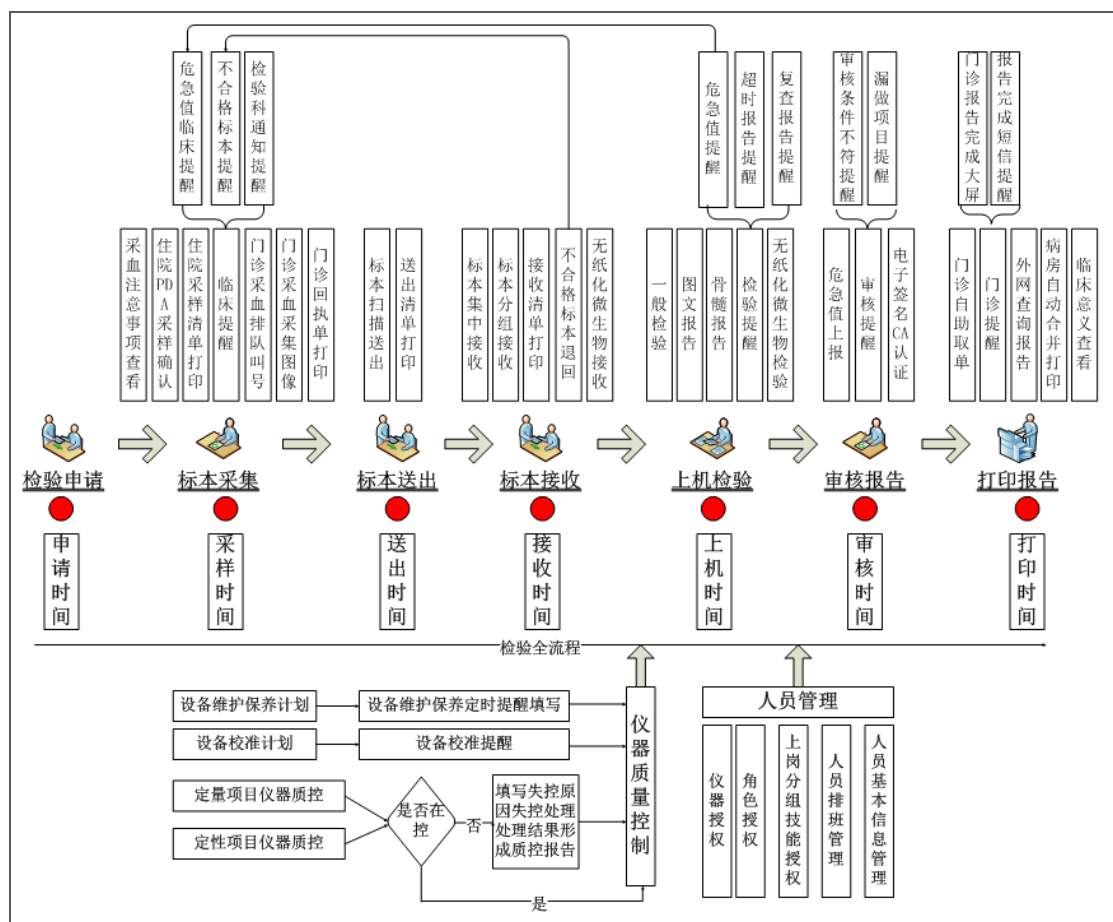 危急值临床提醒
不合格标本提醒
检验科通知提醒
危急值提醒
超时报告提醒
复查报告提醒
审核条件不符提醒
漏做项目提醒
门诊报告完成大屏
报告完成短信提醒
采血注意事项查看
住院PDA采样确认
住院采样清单打印
临床提醒
门诊采血排队叫号
门诊采血采集图像
门诊回执单打印
标本扫描送出
送出清单打印
标本集中接收
标本分组接收
接收清单打印
不合格标本退回
无纸化微生物接收
一般检验
图文报告
骨髓报告
检验提醒
无纸化微生物检验
危急值上报
审核提醒
电子签名CA认证
门诊自助取单
门诊提醒
外网查询报告
病房自动合并打印
临床意义查看
检验申请
标本采集
标本送出
标本接收
上机检验
审核报告
打印报告
申请时间
采样时间
送出时间
接收时间
上机时间
审核时间
打印时间
检验全流程
设备维护保养计划
设备维护保养定时提醒填写
设备校准计划
设备校准提醒
定量项目仪器质控
定性项目仪器质控
是否在
控
否
填写失控原
因失控处理
处理结果形
成质控报告
是
仪器质量控制
人员管理
仪器授权
角色授权
上岗分组技能授权
人员排班管理
人员基本信息管理